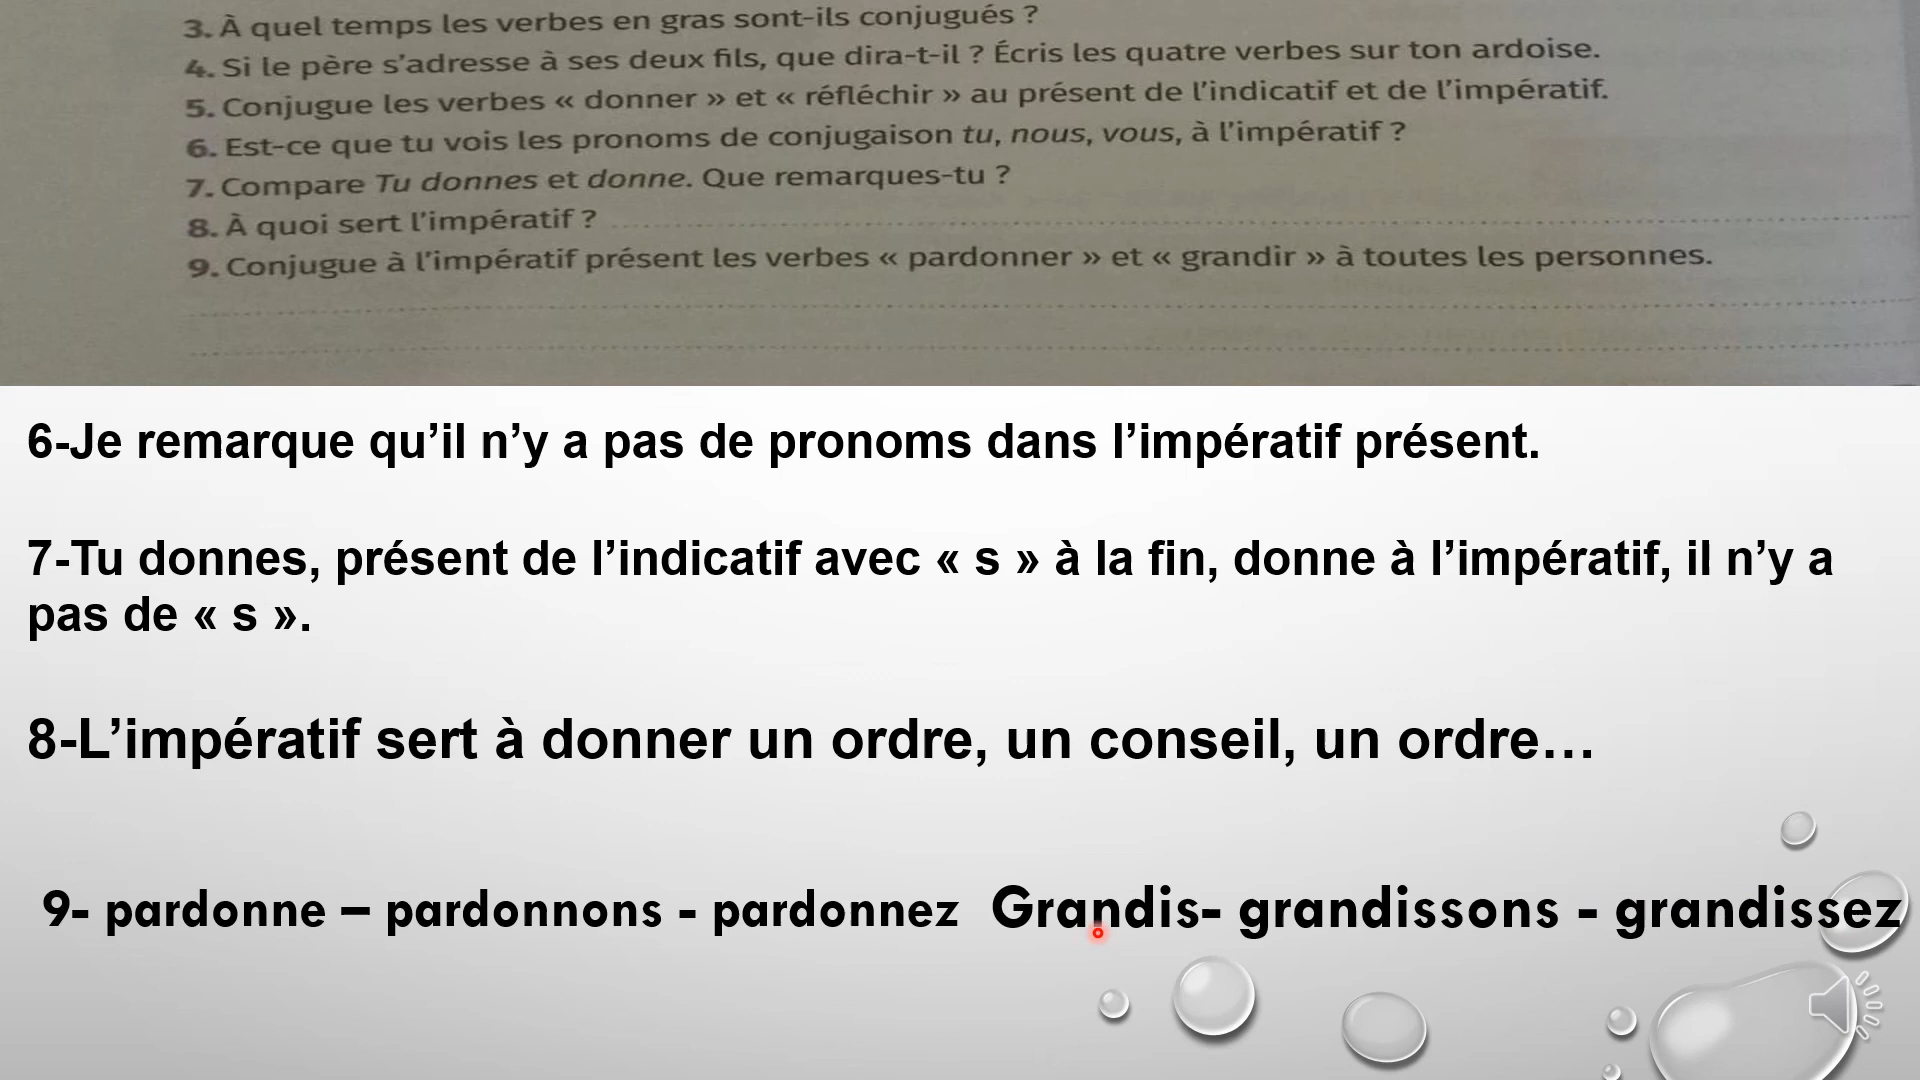 3. À quel temps les verbes en gras sont-ils conjugués ?
4. Si le père s'adresse à ses deux fils, que dira-t-il ? Écris les quatre verbes sur ton ardoise.
5. Conjugue les verbes « donner » et « réfléchir » au présent de l'indicatif et de l'impératif.
6. Est-ce que tu vois les pronoms de conjugaison tu, nous, vous, à l'impératif ?
7. Compare Tu donnes et donne. Que remarques-tu ?
8. À quoi sert l'impératif ?
9. Conjugue à l'impératif présent les verbes « pardonner » et « grandir » à toutes les personnes.
6-Je remarque qu’il n’y a pas de pronoms dans l’impératif présent.
7-Tu donnes, présent de l’indicatif avec « s » à la fin, donne à l’impératif, il n’y a
pas de « s ».
8-L’impératif sert à donner un ordre, un conseil, un ordre…
9- pardonne – pardonnons - pardonnez Grandis- grandissons - grandissez